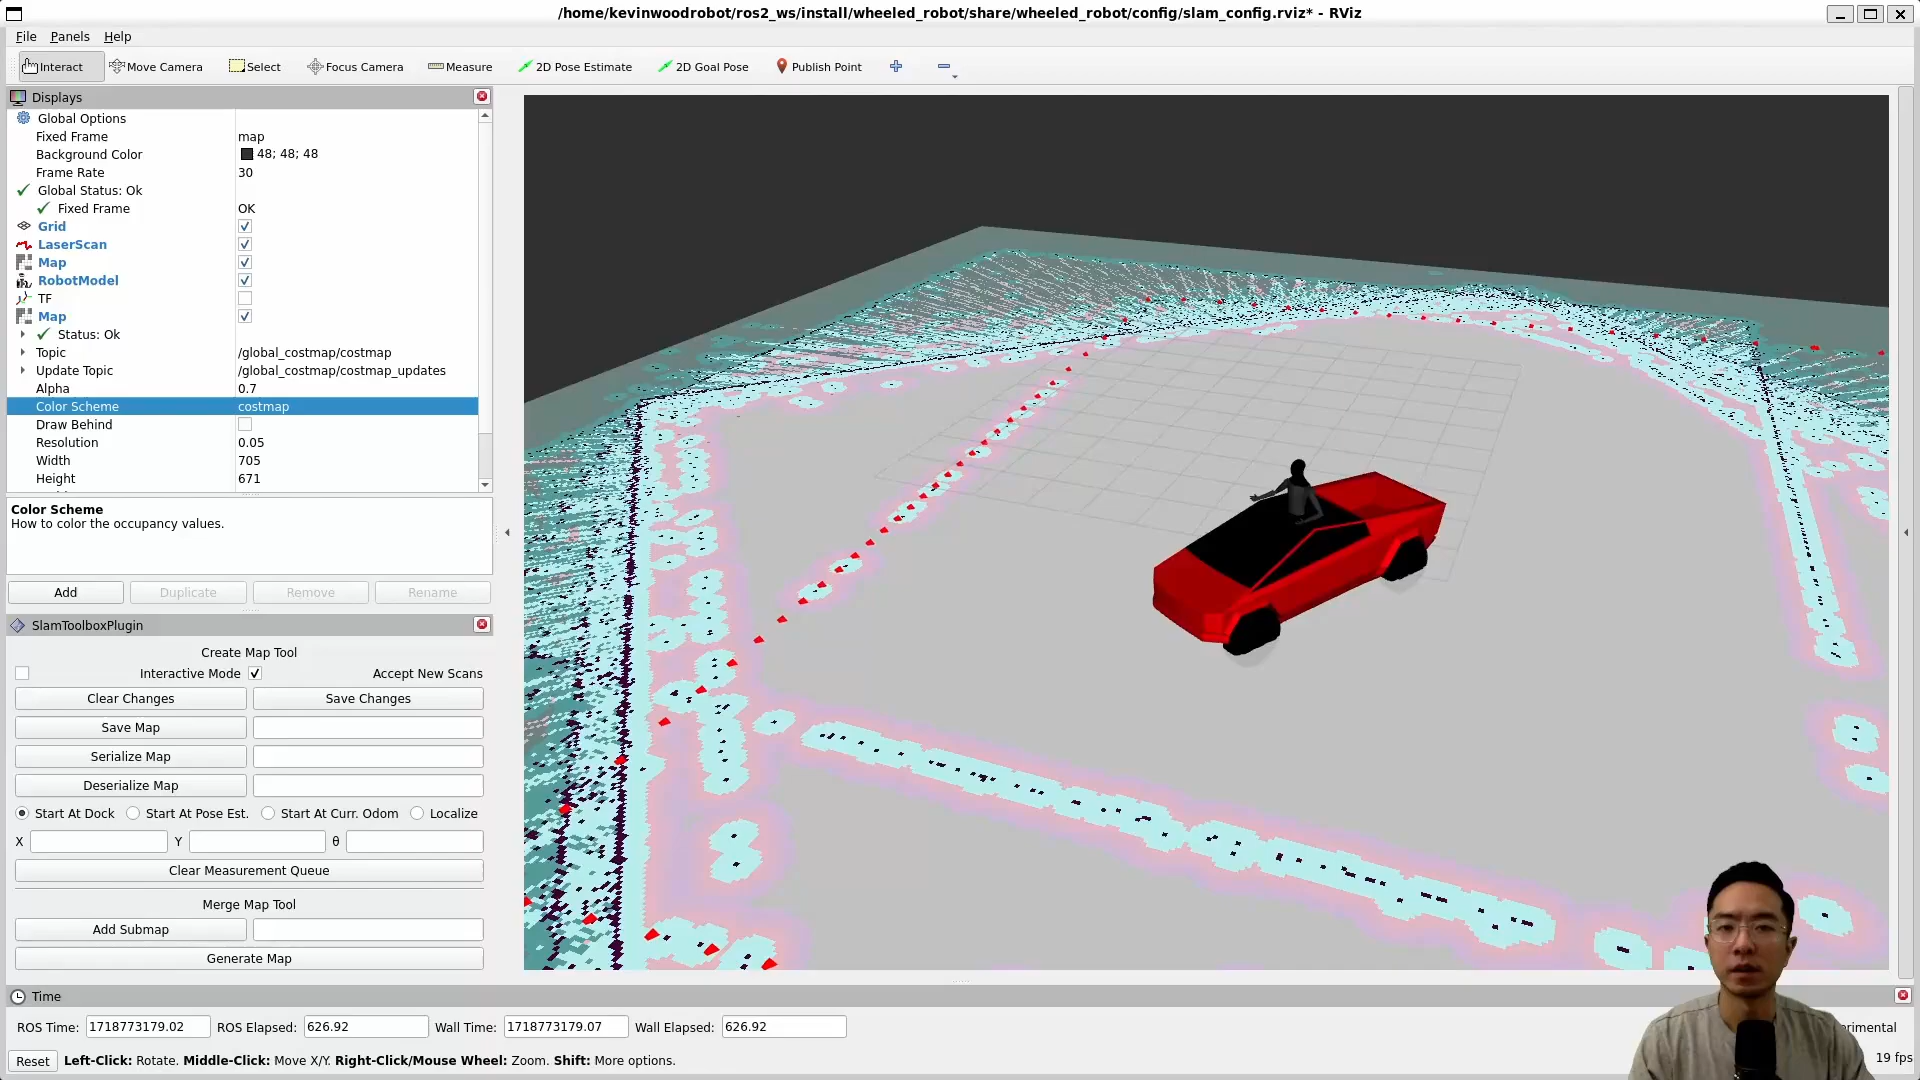 /home/kevinwoodrobot/ros2_ws/install/wheeled_robot/share/wheeled_robot/config/slam_config.rviz* - RViz
File Panels Help
Interact Move Camera Select Focus Camera Measure 2D Pose Estimate 2D Goal Pose Publish Point
Displays
Global Options
Fixed Frame map
Background Color 48; 48; 48
Frame Rate 30
Global Status: Ok
Fixed Frame OK
Grid
LaserScan
Map
RobotModel
TF
Map
Status: Ok
Topic /global_costmap/costmap
Update Topic /global_costmap/costmap_updates
Alpha 0.7
Color Scheme costmap
Draw Behind
Resolution 0.05
Width 705
Height 671
Color Scheme
How to color the occupancy values.
Add Duplicate Remove Rename
SlamToolboxPlugin
Create Map Tool
Interactive Mode Accept New Scans
Clear Changes Save Changes
Save Map
Serialize Map
Deserialize Map
Start At Dock Start At Pose Est. Start At Curr. Odom Localize
X Y θ
Clear Measurement Queue
Merge Map Tool
Add Submap
Generate Map
Time
ROS Time: 1718773179.02 ROS Elapsed: 626.92 Wall Time: 1718773179.07 Wall Elapsed: 626.92
Reset Left-Click: Rotate. Middle-Click: Move X/Y. Right-Click/Mouse Wheel: Zoom. Shift: More options. 19 fps